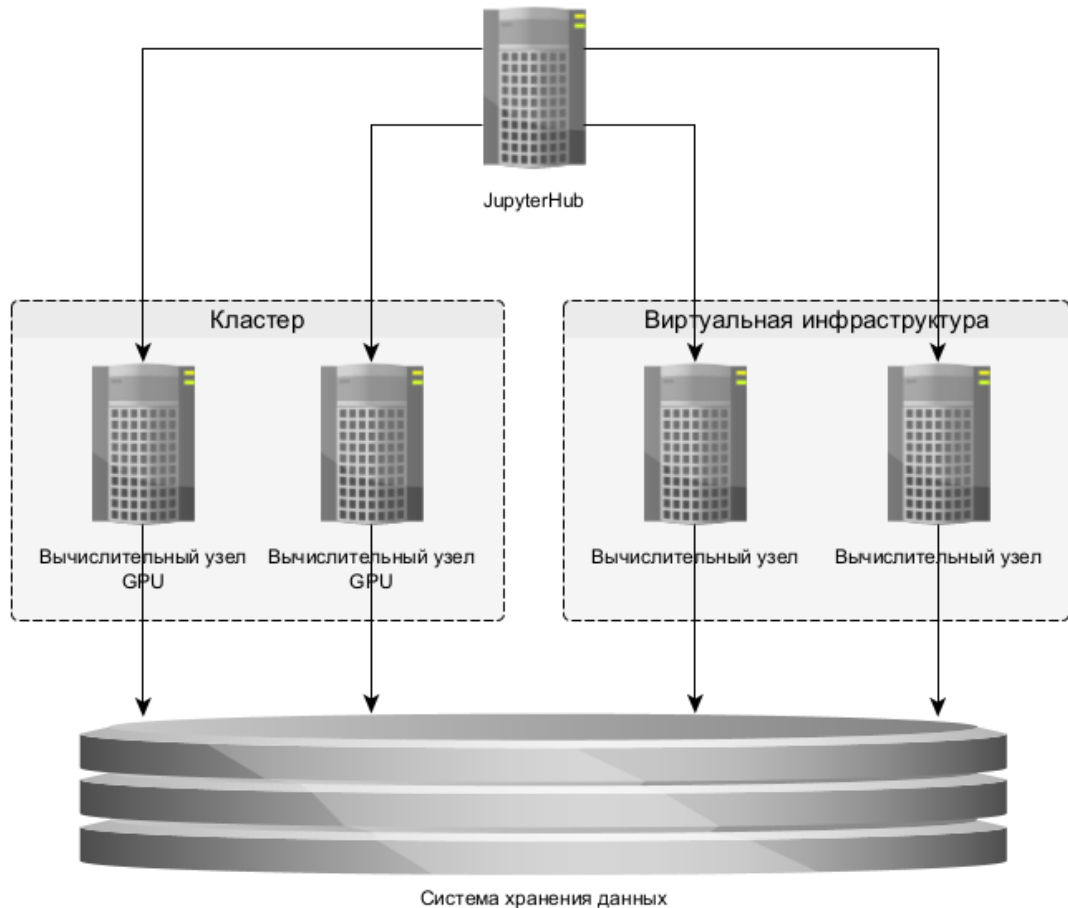 JupyterHub
Кластер
Виртуальная инфраструктура
Вычислительный узел
GPU
Вычислительный узел
GPU
Вычислительный узел
Вычислительный узел
Система хранения данных